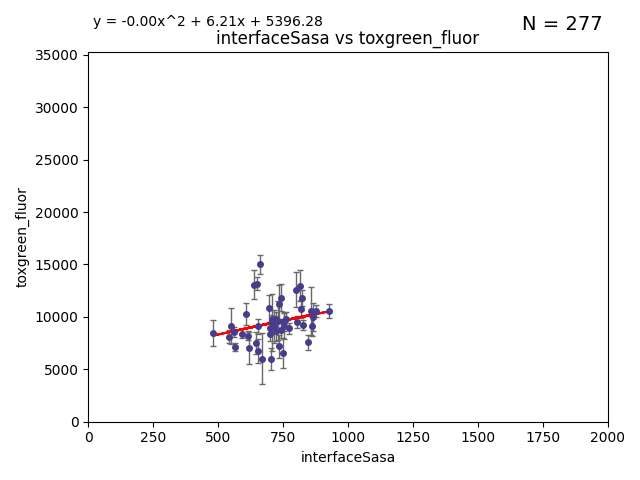 y = -0.00x^2 + 6.21x + 5396.28
N = 277
interfaceSasa vs toxgreen_fluor
35000
30000
25000
20000
15000
10000
5000
0
toxgreen_fluor
0 250 500 750 1000 1250 1500 1750 2000
interfaceSasa